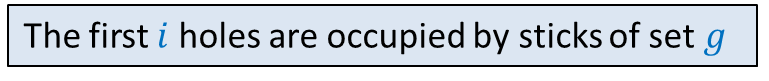 The first i holes are occupied by sticks of set g